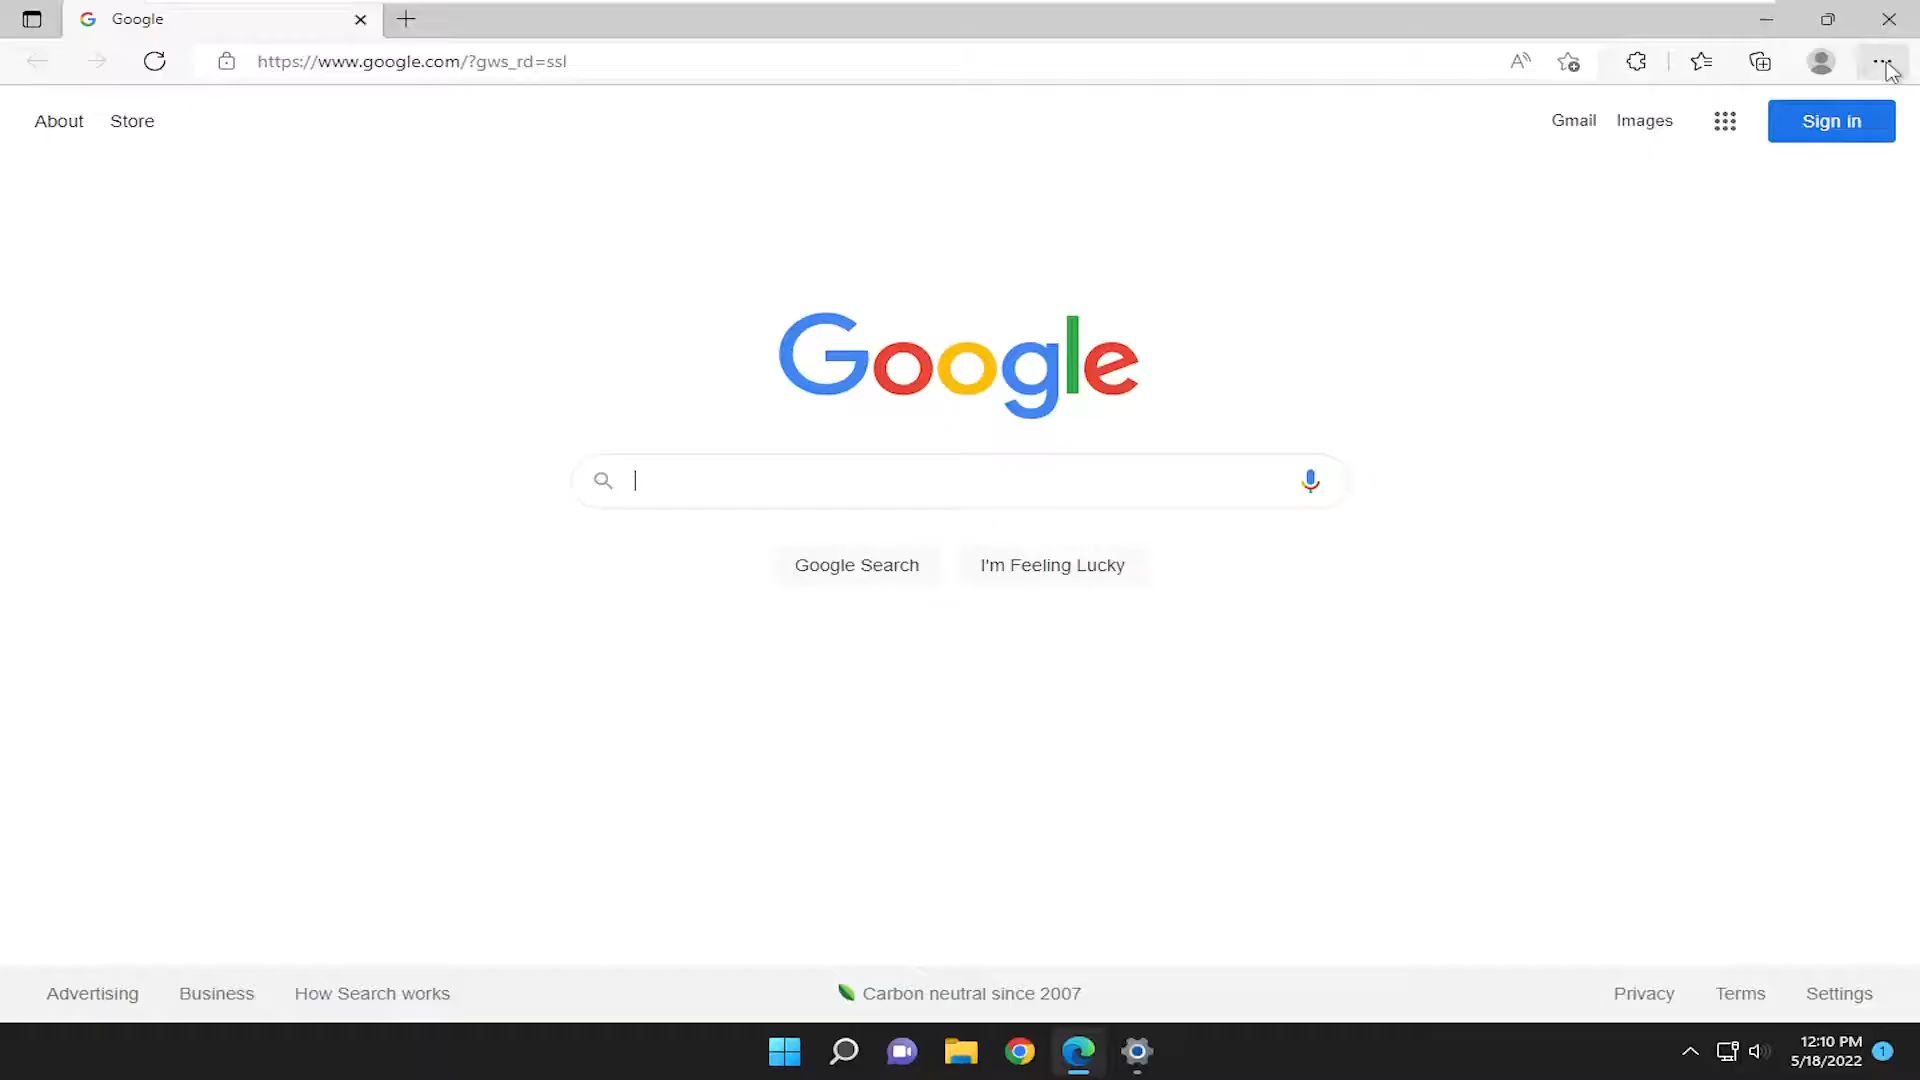 Google
https://www.google.com/?gws_rd=ssl
About Store Gmail Images Sign in
Google
Google Search I'm Feeling Lucky
Advertising Business How Search works Carbon neutral since 2007 Privacy Terms Settings
12:10 PM
5/18/2022 1